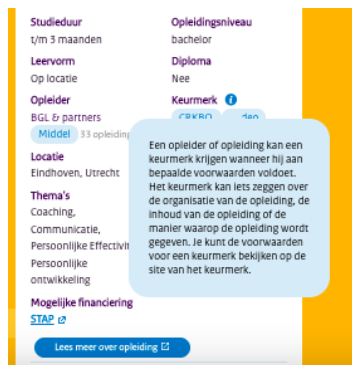 Studieduur
t/m 3 maanden
Opleidingsniveau
bachelor
Leervorm
Op locatie
Diploma
Nee
Opleider
BGL & partners
Middel 33 opleiding
Keurmerk
CRKBO
Locatie
Eindhoven, Utrecht
Thema's
Coaching,
Communicatie,
Persoonlijke Effectivit
Persoonlijke
ontwikkeling
Een opleider of opleiding kan een
keurmerk krijgen wanneer hij aan
bepaalde voorwaarden voldoet.
Het keurmerk kan iets zeggen over
de organisatie van de opleiding, de
inhoud van de opleiding of de
manier waarop de opleiding wordt
gegeven. Je kunt de voorwaarden
voor een keurmerk bekijken op de
site van het keurmerk.
Mogelijke financiering
STAP
Lees meer over opleiding